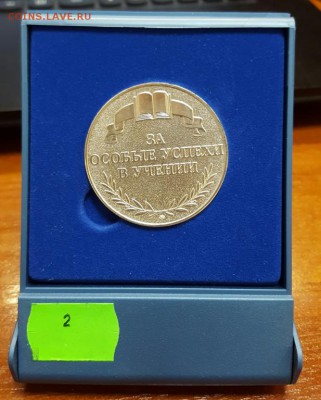 COINS.LAVE.RU
ЗА
ОСОБЫЕ УСПЕХИ
В УЧЕНИИ
2